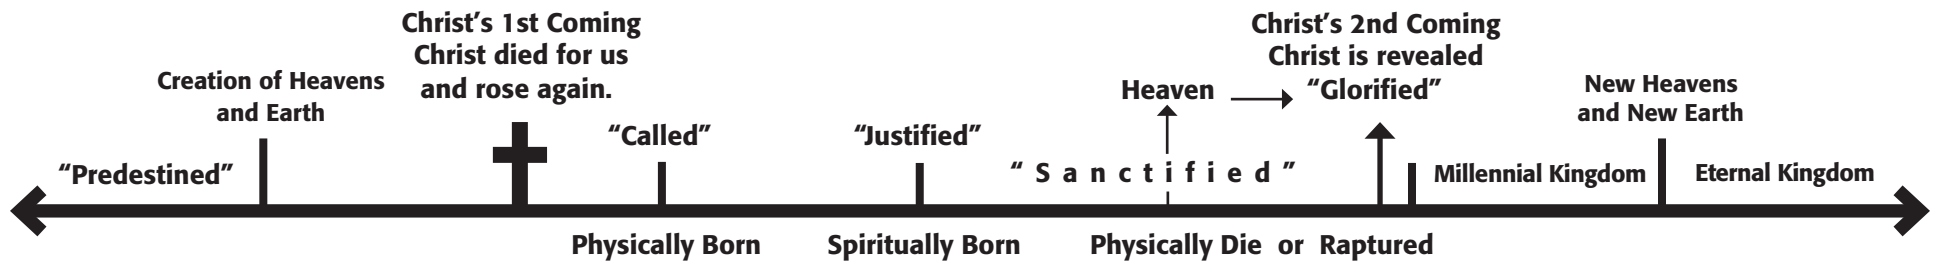 Christ’s 1st Coming
Christ died for us
and rose again.
Christ’s 2nd Coming
Christ is revealed
“Glorified”
Creation of Heavens
and Earth
Heaven
New Heavens
and New Earth
“Predestined”
“Called”
“Justified”
“Sanctified”
Millennial Kingdom
Eternal Kingdom
Physically Born
Spiritually Born
Physically Die or Raptured